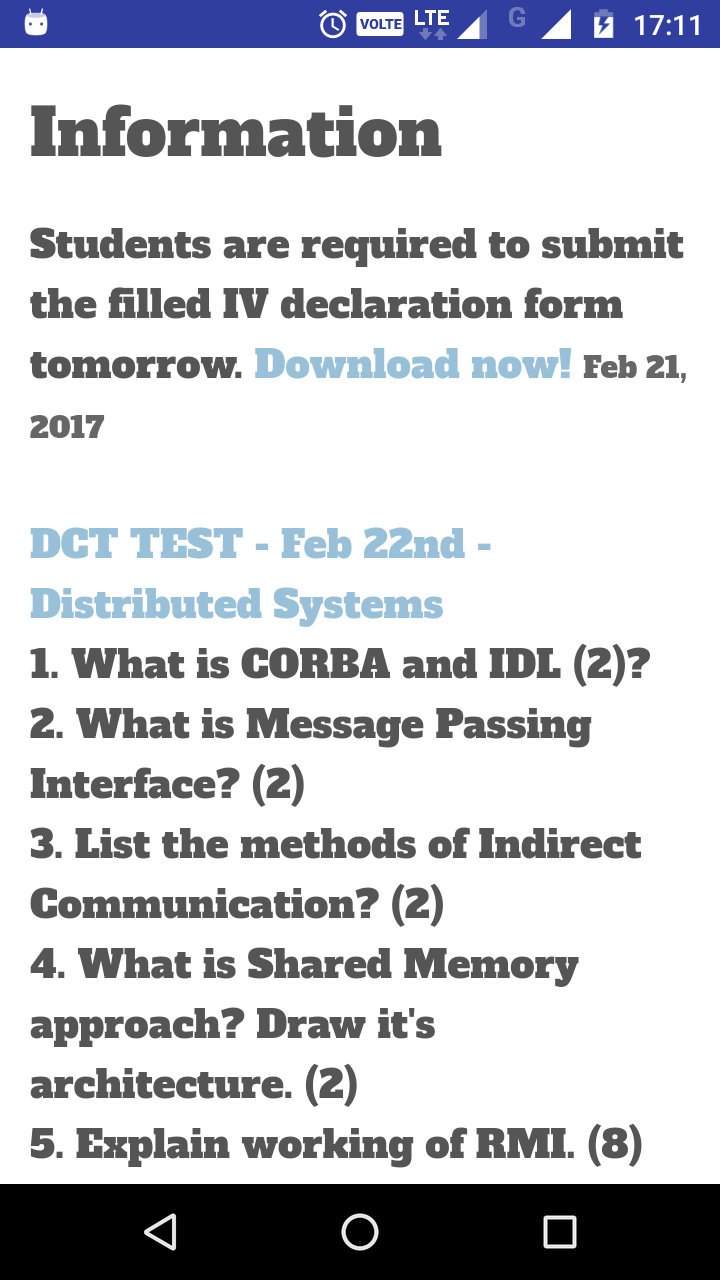 VOLTE LTE G 17:11
Information
Students are required to submit
the filled IV declaration form
tomorrow. Download now! Feb 21,
2017
DCT TEST - Feb 22nd -
Distributed Systems
1. What is CORBA and IDL (2)?
2. What is Message Passing
Interface? (2)
3. List the methods of Indirect
Communication? (2)
4. What is Shared Memory
approach? Draw it's
architecture. (2)
5. Explain working of RMI. (8)